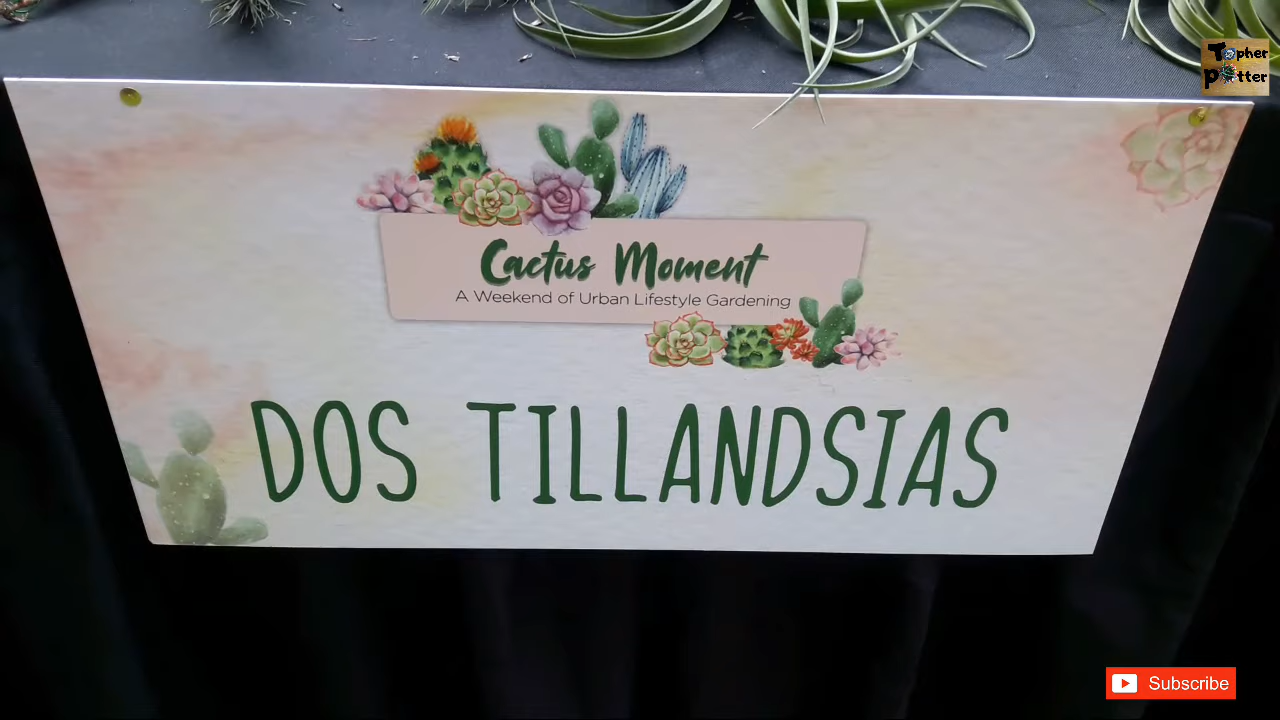 Topher
Potter
Cactus Moment
A Weekend of Urban Lifestyle Gardening
DOS TILLANDSIAS
Subscribe